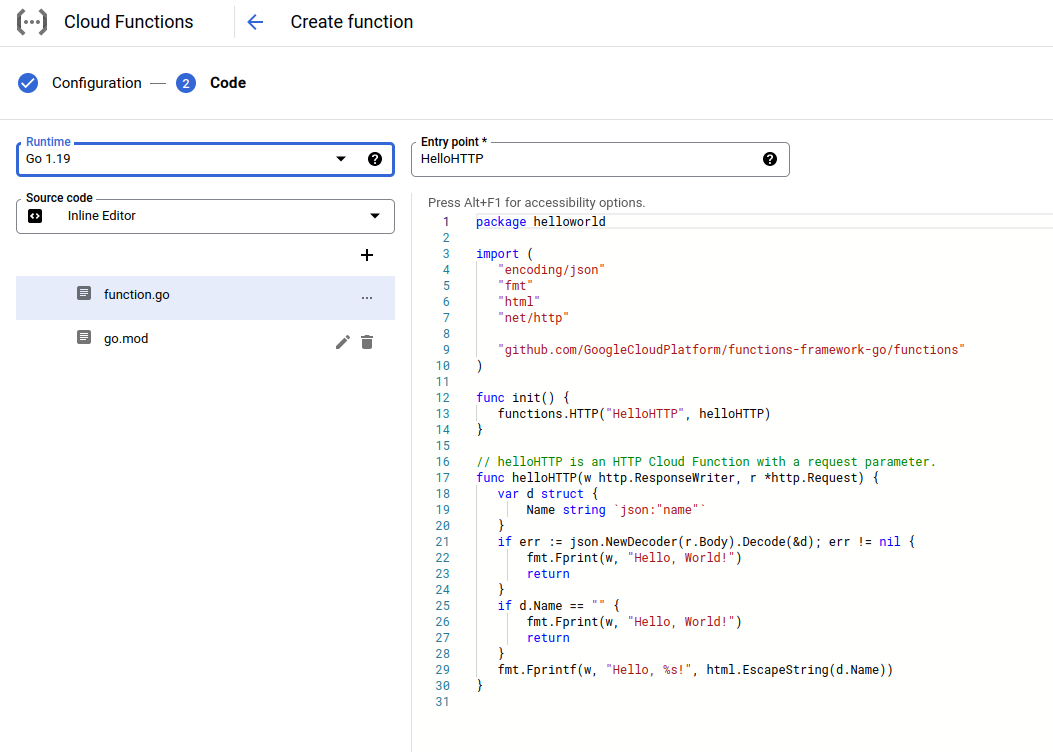 Cloud Functions
Create function
Configuration — 2 Code
Runtime
Go 1.19
Entry point *
HelloHTTP
Source code
Inline Editor
function.go
go.mod
Press Alt+F1 for accessibility options.
1 package helloworld
2
3 import (
4 "encoding/json"
5 "fmt"
6 "html"
7 "net/http"
8
9 "github.com/GoogleCloudPlatform/functions-framework-go/functions"
10 )
11
12 func init() {
13 functions.HTTP("HelloHTTP", helloHTTP)
14 }
15
16 // helloHTTP is an HTTP Cloud Function with a request parameter.
17 func helloHTTP(w http.ResponseWriter, r *http.Request) {
18 var d struct {
19 Name string `json:"name"`
20 }
21 if err := json.NewDecoder(r.Body).Decode(&d); err != nil {
22 fmt.Fprint(w, "Hello, World!")
23 return
24 }
25 if d.Name == "" {
26 fmt.Fprint(w, "Hello, World!")
27 return
28 }
29 fmt.Fprintf(w, "Hello, %s!", html.EscapeString(d.Name))
30 }
31